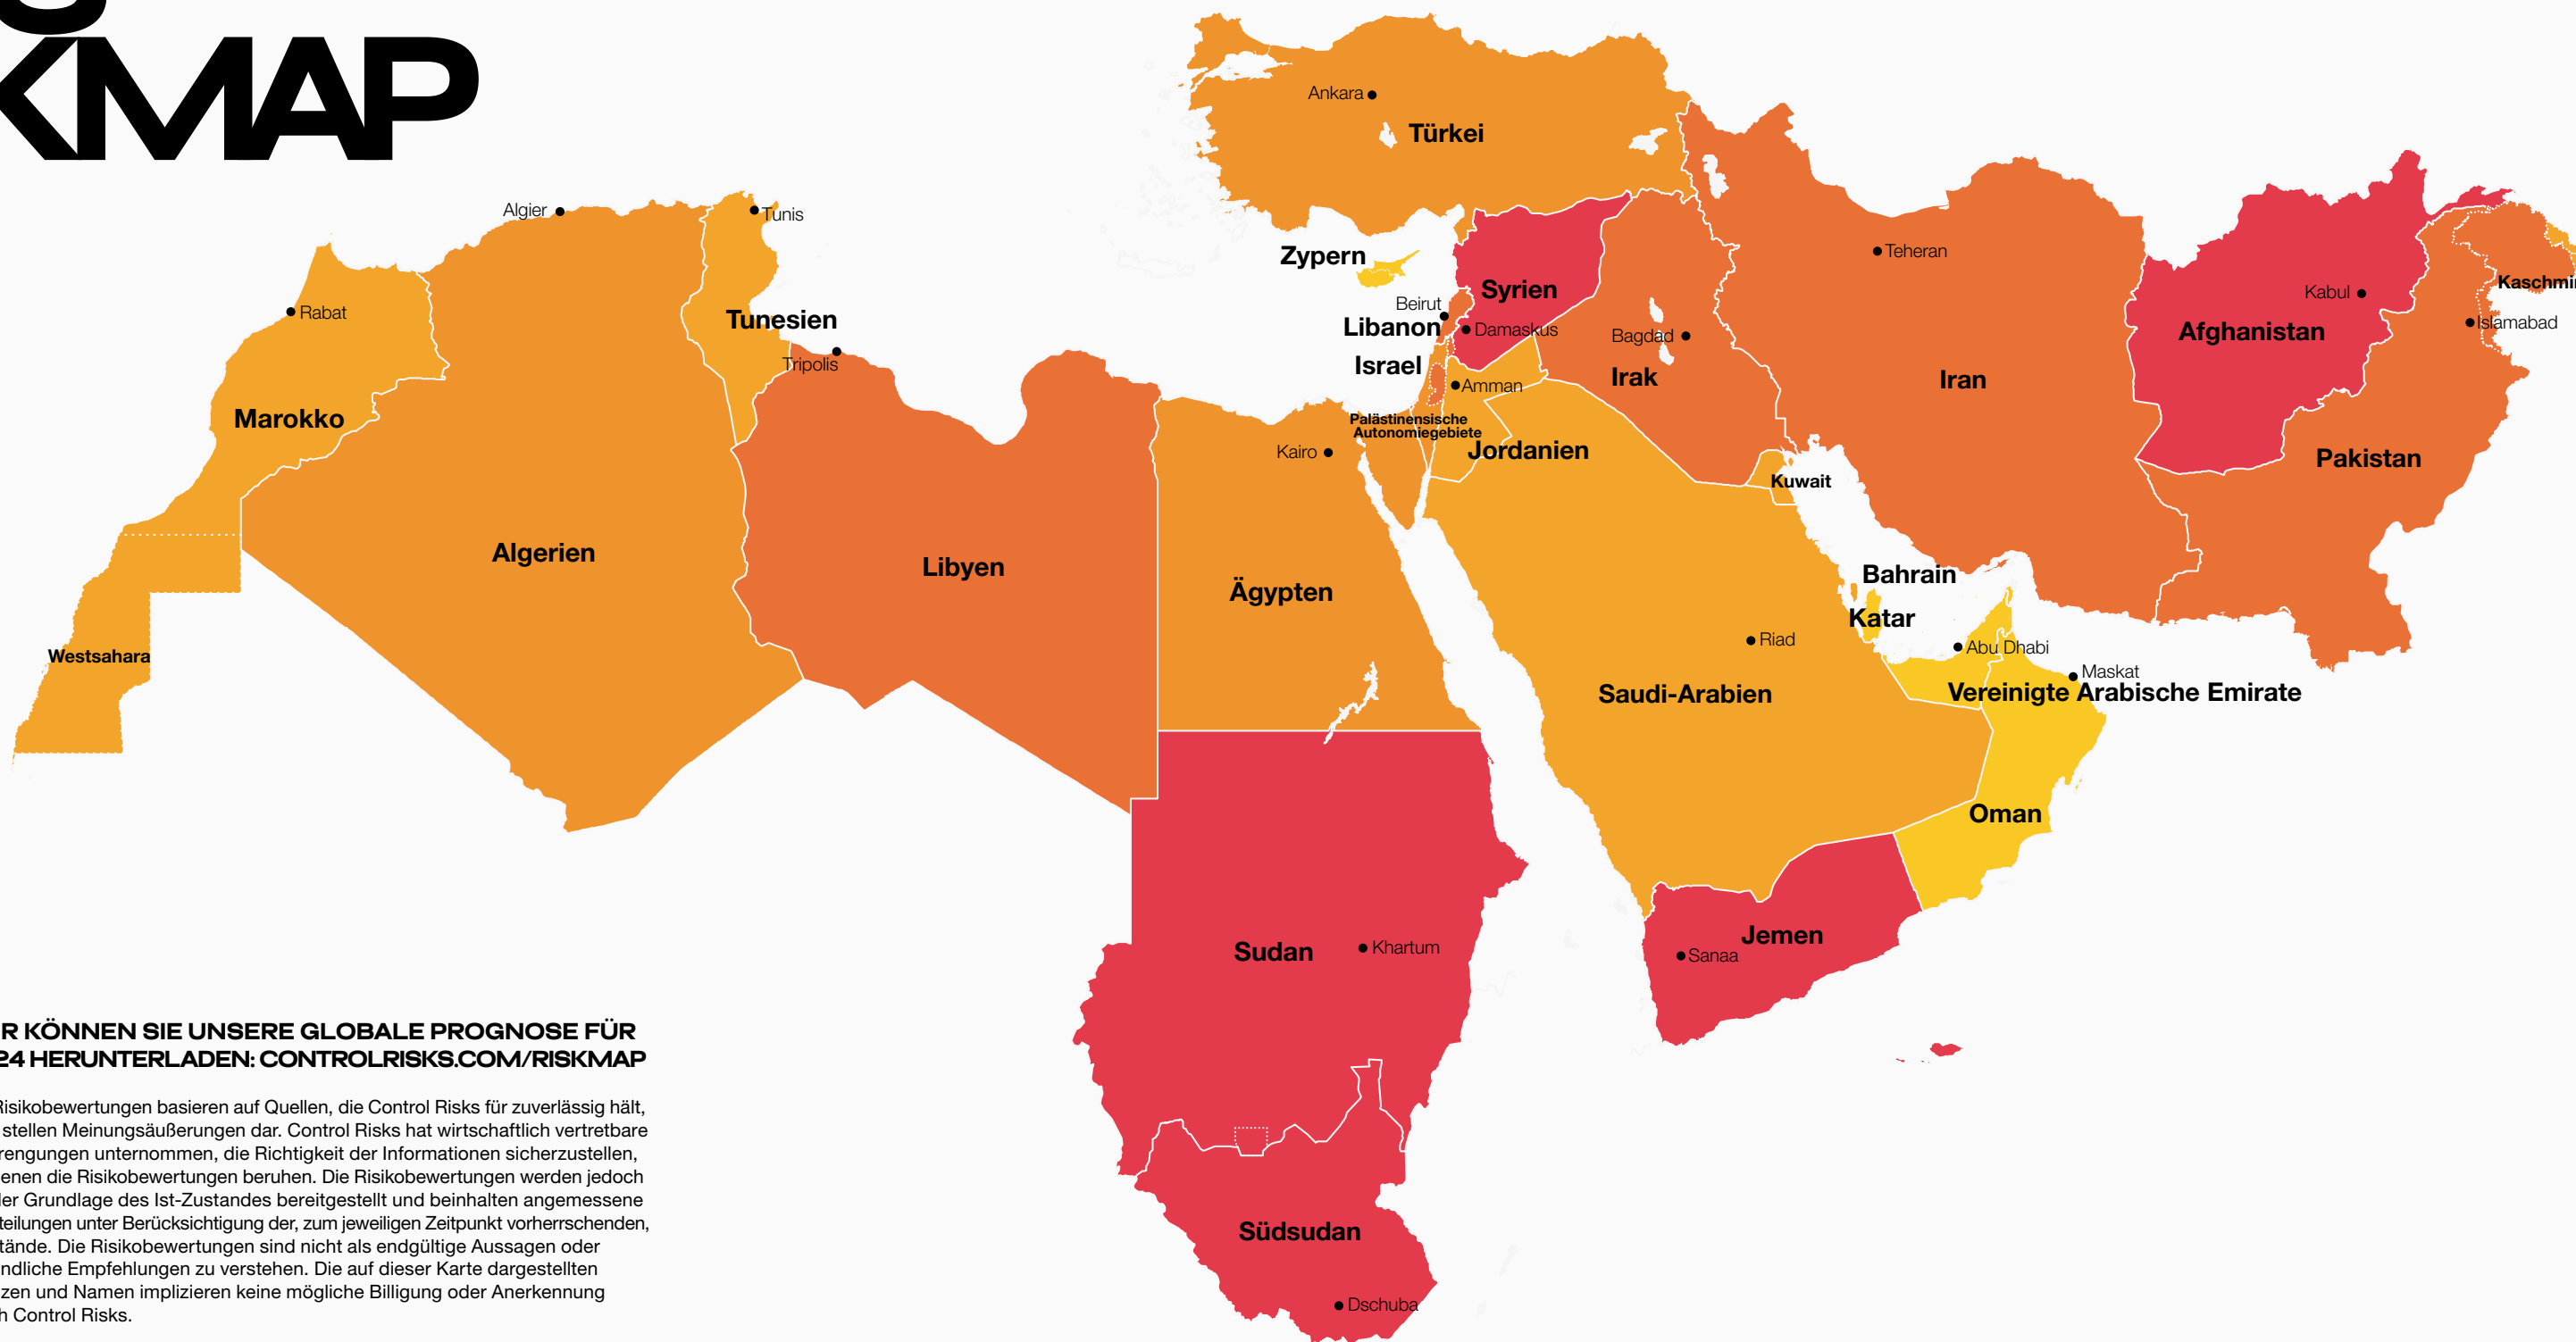 KMAP
Ankara
Türkei
Algier
Tunis
Zypern
Teheran
Kaschmir
Syrien
Kabul
Beirut
Rabat
Tunesien
Libanon
Damaskus
Islamabad
Afghanistan
Bagdad
Tripolis
Israel
Irak
Iran
Amman
Marokko
Palästinensische
Autonomiegebiete
Kairo
Jordanien
Pakistan
Kuwait
Algerien
Libyen
Bahrain
Ägypten
Katar
Riad
Abu Dhabi
Westsahara
Maskat
Saudi-Arabien
Vereinigte Arabische Emirate
Oman
Jemen
Sudan
Khartum
Sanaa
R KÖNNEN SIE UNSERE GLOBALE PROGNOSE FÜR
24 HERUNTERLADEN: CONTROLRISKS.COM/RISKMAP
Risikobewertungen basieren auf Quellen, die Control Risks für zuverlässig hält,
stellen Meinungsäußerungen dar. Control Risks hat wirtschaftlich vertretbare
rengungen unternommen, die Richtigkeit der Informationen sicherzustellen,
enen die Risikobewertungen beruhen. Die Risikobewertungen werden jedoch
der Grundlage des Ist-Zustandes bereitgestellt und beinhalten angemessene
teilungen unter Berücksichtigung der, zum jeweiligen Zeitpunkt vorherrschenden,
tände. Die Risikobewertungen sind nicht als endgültige Aussagen oder
ndliche Empfehlungen zu verstehen. Die auf dieser Karte dargestellten
zen und Namen implizieren keine mögliche Billigung oder Anerkennung
h Control Risks.
Südsudan
Dschuba